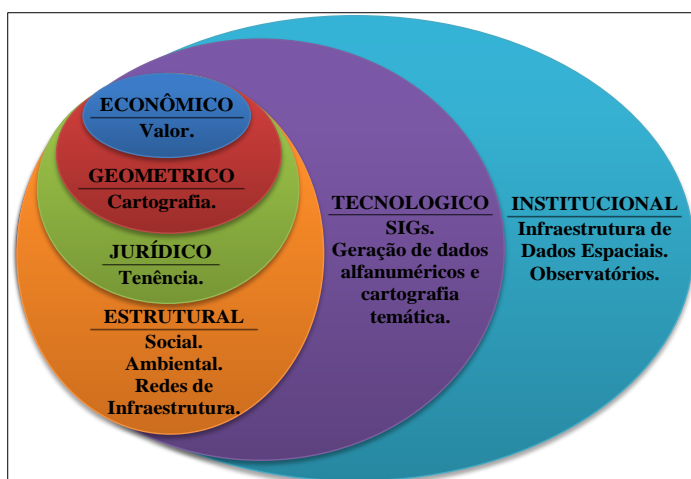 ECONÔMICO
Valor.
GEOMETRICO
Cartografia.
JURÍDICO
Tenência.
ESTRUTURAL
Social.
Ambiental.
Redes de
Infraestrutura.
TECNOLOGICO
SIGs.
Geração de dados
alfanuméricos e
cartografia
temática.
INSTITUCIONAL
Infraestrutura de
Dados Espaciais.
Observatórios.